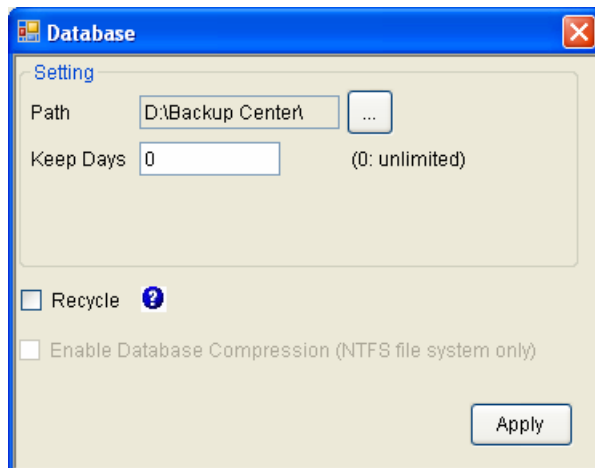 Database
Setting
Path D:\Backup Center\ ...
Keep Days 0 (0: unlimited)
Recycle ?
Enable Database Compression (NTFS file system only)
Apply